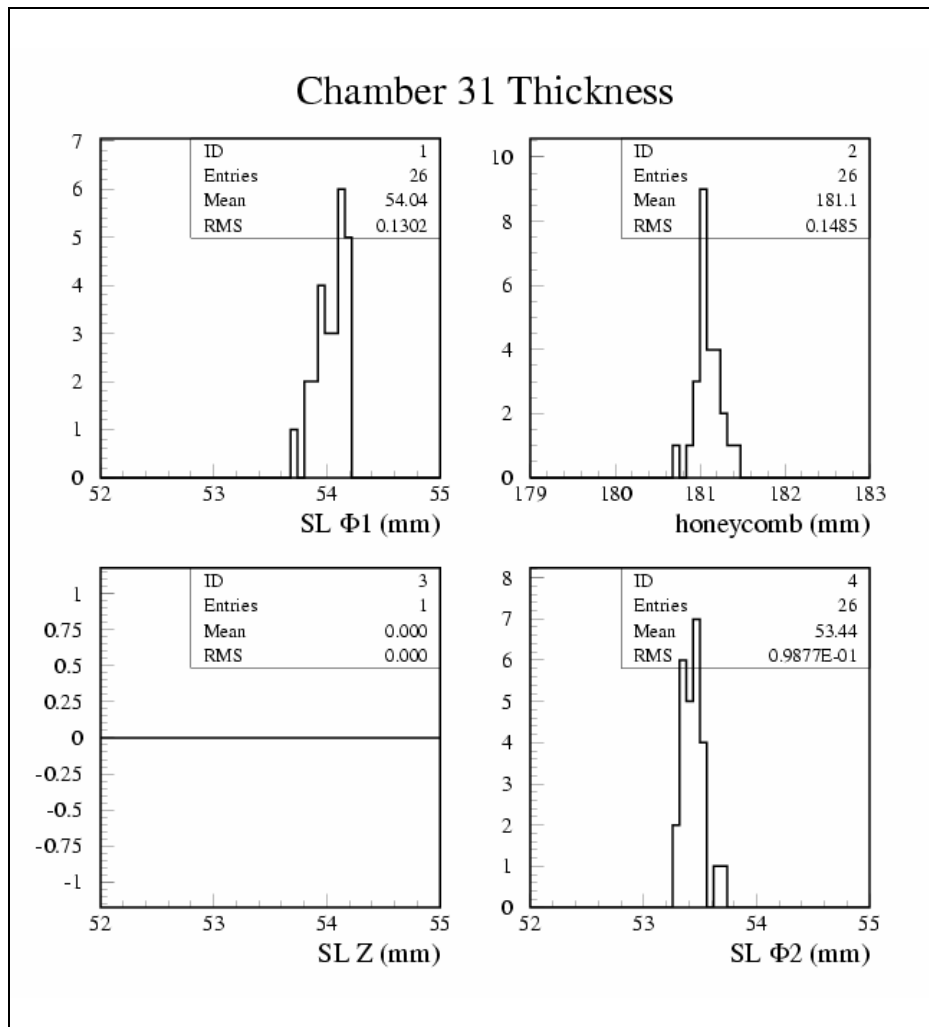 Chamber 31 Thickness
ID 1
Entries 26
Mean 54.04
RMS 0.1302
7
6
5
4
3
2
1
0
52 53 54 55
SL Φ1 (mm)
ID 2
Entries 26
Mean 181.1
RMS 0.1485
10
8
6
4
2
0
179 180 181 182 183
honeycomb (mm)
ID 3
Entries 1
Mean 0.000
RMS 0.000
1
0.75
0.5
0.25
0
-0.25
-0.5
-0.75
-1
52 53 54 55
SL Z (mm)
ID 4
Entries 26
Mean 53.44
RMS 0.9877E-01
8
7
6
5
4
3
2
1
0
52 53 54 55
SL Φ2 (mm)